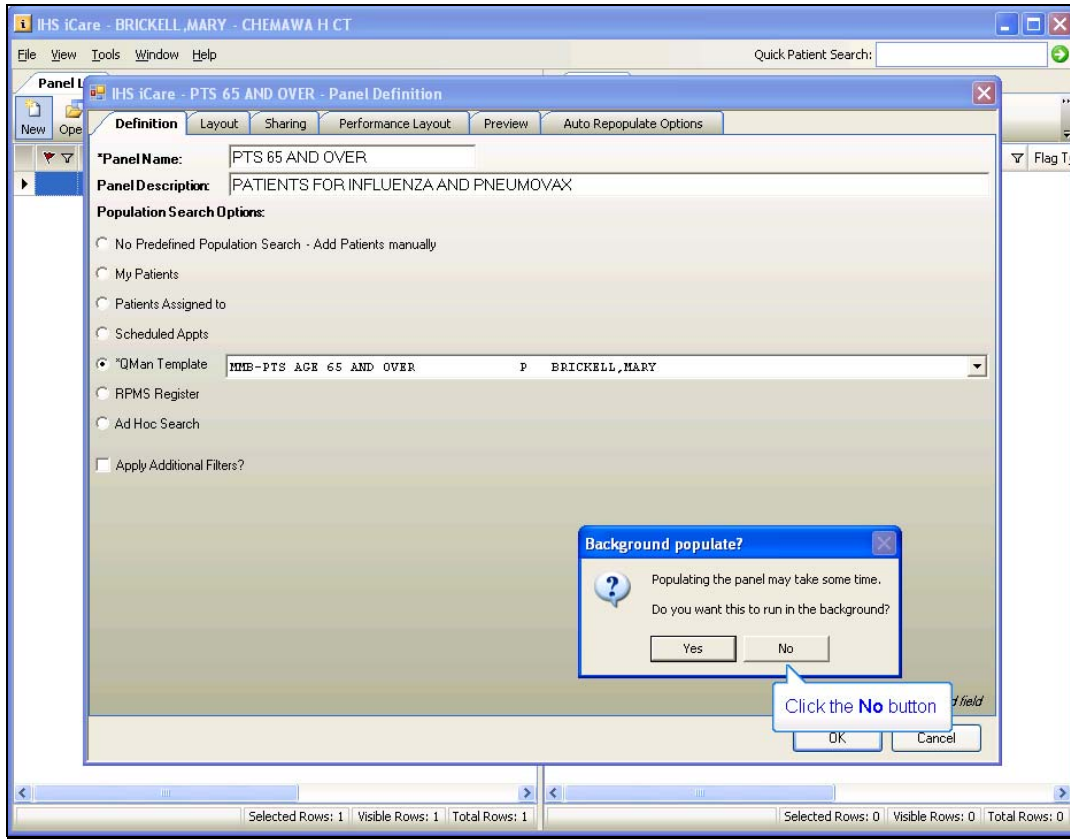 IHS iCare - BRICKELL,MARY - CHEMAWA H CT
File View Tools Window Help Quick Patient Search:
Panel L
IHS iCare - PTS 65 AND OVER - Panel Definition
New Ope
Definition Layout Sharing Performance Layout Preview Auto Repopulate Options
*Panel Name: PTS 65 AND OVER
Flag T
Panel Description: PATIENTS FOR INFLUENZA AND PNEUMOVAX
Population Search Options:
No Predefined Population Search - Add Patients manually
My Patients
Patients Assigned to
Scheduled Appts
*QMan Template MMB-PTS AGE 65 AND OVER P BRICKELL,MARY
RPMS Register
Ad Hoc Search
Apply Additional Filters?
Background populate?
Populating the panel may take some time.
Do you want this to run in the background?
Yes No
Click the No button
d field
OK Cancel
Selected Rows: 1 Visible Rows: 1 Total Rows: 1 Selected Rows: 0 Visible Rows: 0 Total Rows: 0